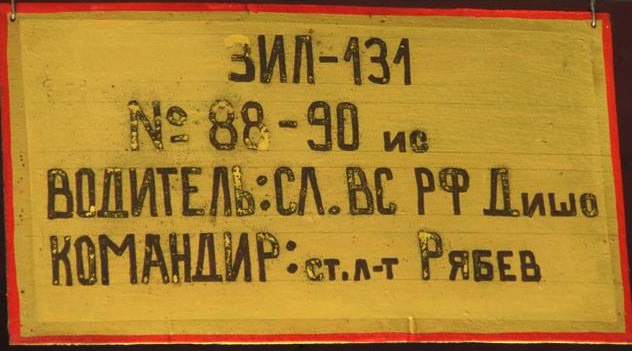 ЗИЛ-131
№ 88-90 ис
ВОДИТЕЛЬ: СЛ. ВС РФ Дишо
КОМАНДИР: ст. л-т Рябев